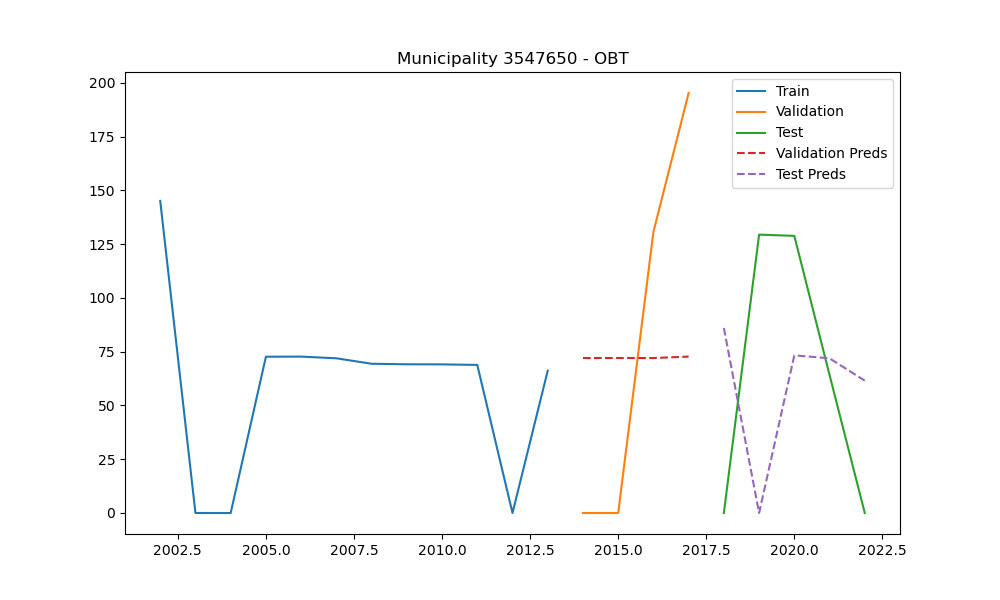 Municipality 3547650 - OBT
200
175
150
125
100
75
50
25
0
2002.5 2005.0 2007.5 2010.0 2012.5 2015.0 2017.5 2020.0 2022.5
Train
Validation
Test
Validation Preds
Test Preds